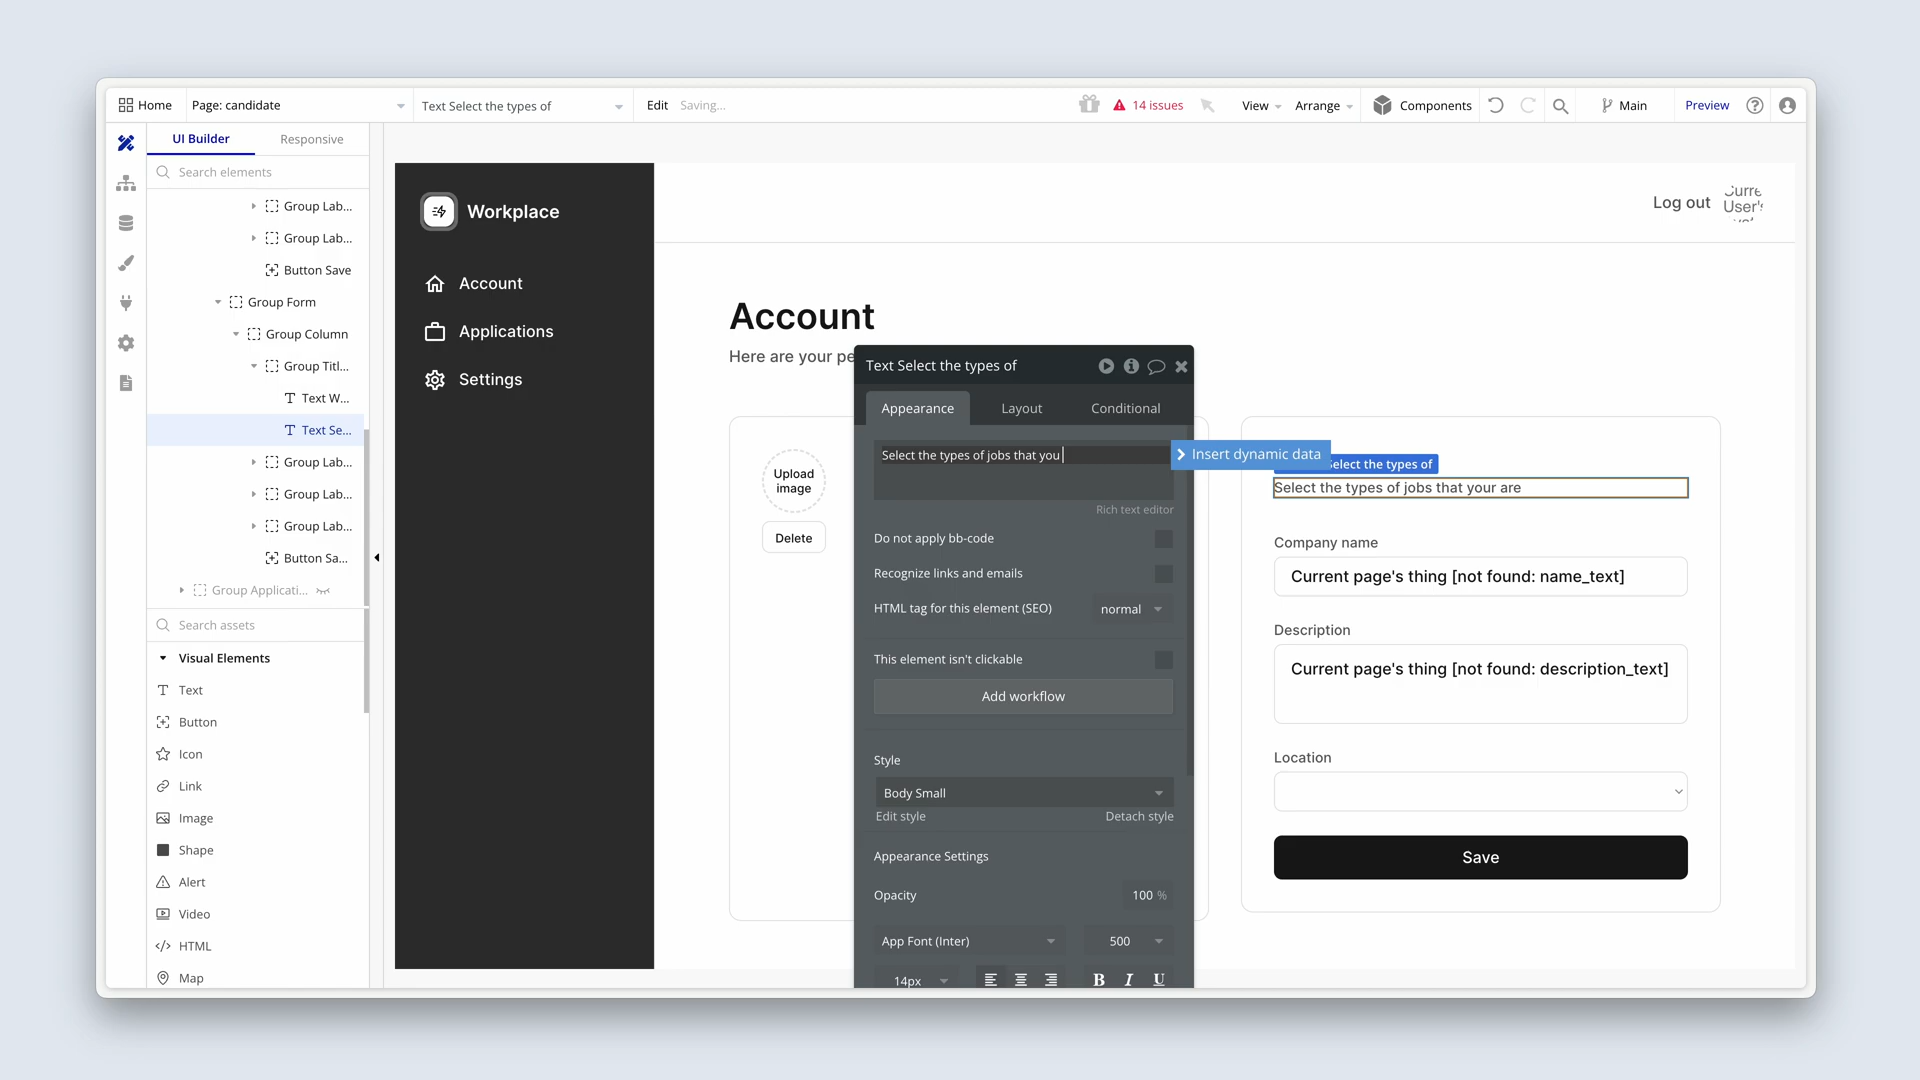 Home
Page: candidate
Text Select the types of
Edit
Saving...
14 issues
View
Arrange
Components
Main
Preview
UI Builder
Responsive
Search elements
Group Lab...
Group Lab...
Button Save
Group Form
Group Column
Group Titl...
Text W...
Text Se...
Group Lab...
Group Lab...
Group Lab...
Button Sa...
Group Applicati...
Search assets
Visual Elements
Text
Button
Icon
Link
Image
Shape
Alert
Video
HTML
Map
Workplace
Account
Applications
Settings
Log out
Curre
User's
Account
Here are your pe
Upload
image
Delete
Text Select the types of
Appearance
Layout
Conditional
Select the types of jobs that you
Insert dynamic data
Rich text editor
Do not apply bb-code
Recognize links and emails
HTML tag for this element (SEO)
normal
This element isn't clickable
Add workflow
Style
Body Small
Edit style
Detach style
Appearance Settings
Opacity
100 %
App Font (Inter)
500
14px
B I U
Select the types of
Select the types of jobs that your are
Company name
Current page's thing [not found: name_text]
Description
Current page's thing [not found: description_text]
Location
Save